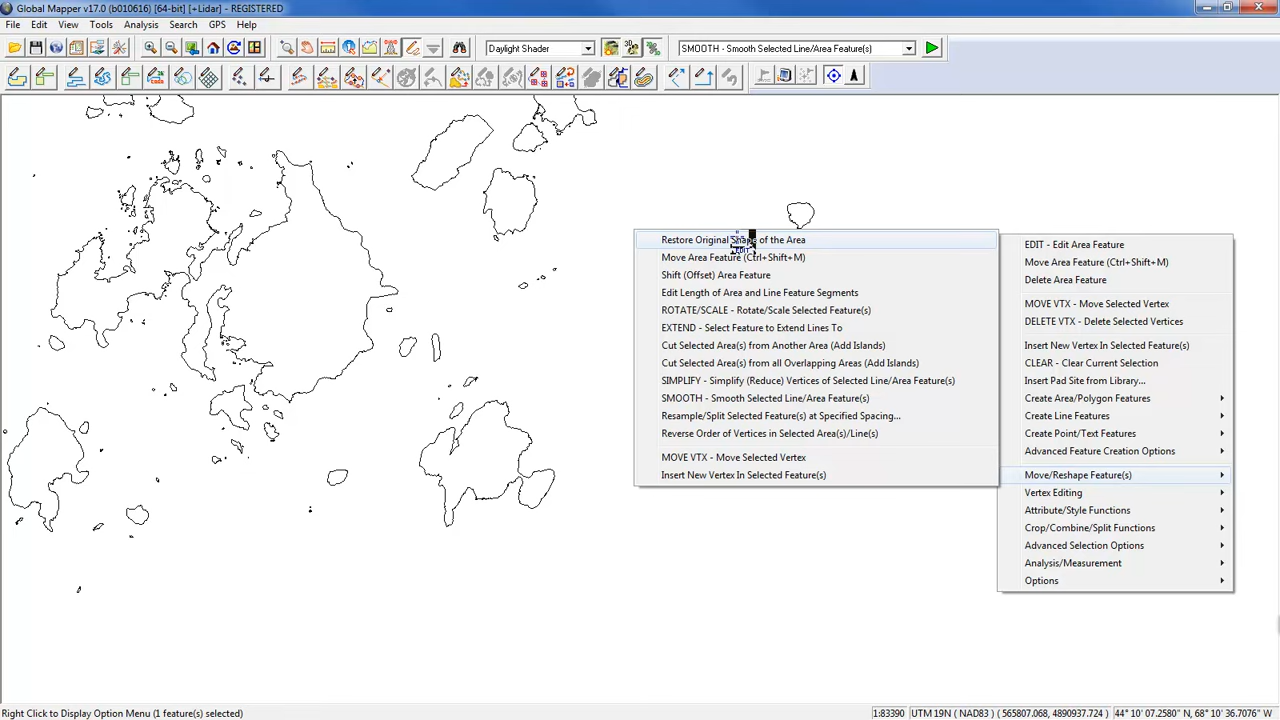 Global Mapper v17.0 (b010616) [64-bit] [+Lidar] - REGISTERED
File Edit View Tools Analysis Search GPS Help
Daylight Shader
SMOOTH - Smooth Selected Line/Area Feature(s)
Restore Original Shape of the Area
Move Area Feature (Ctrl+Shift+M)
Shift (Offset) Area Feature
Edit Length of Area and Line Feature Segments
ROTATE/SCALE - Rotate/Scale Selected Feature(s)
EXTEND - Select Feature to Extend Lines To
Cut Selected Area(s) from Another Area (Add Islands)
Cut Selected Area(s) from all Overlapping Areas (Add Islands)
SIMPLIFY - Simplify (Reduce) Vertices of Selected Line/Area Feature(s)
SMOOTH - Smooth Selected Line/Area Feature(s)
Resample/Split Selected Feature(s) at Specified Spacing...
Reverse Order of Vertices in Selected Area(s)/Line(s)
MOVE VTX - Move Selected Vertex
Insert New Vertex In Selected Feature(s)
EDIT - Edit Area Feature
Move Area Feature (Ctrl+Shift+M)
Delete Area Feature
MOVE VTX - Move Selected Vertex
DELETE VTX - Delete Selected Vertices
Insert New Vertex In Selected Feature(s)
CLEAR - Clear Current Selection
Insert Pad Site from Library...
Create Area/Polygon Features
Create Line Features
Create Point/Text Features
Advanced Feature Creation Options
Move/Reshape Feature(s)
Vertex Editing
Attribute/Style Functions
Crop/Combine/Split Functions
Advanced Selection Options
Analysis/Measurement
Options
Right Click to Display Option Menu (1 feature(s) selected)
1:83390 UTM 19N ( NAD83 ) ( 565807.068, 4890937.724 ) 44° 10' 07.2580" N, 68° 10' 36.7076" W